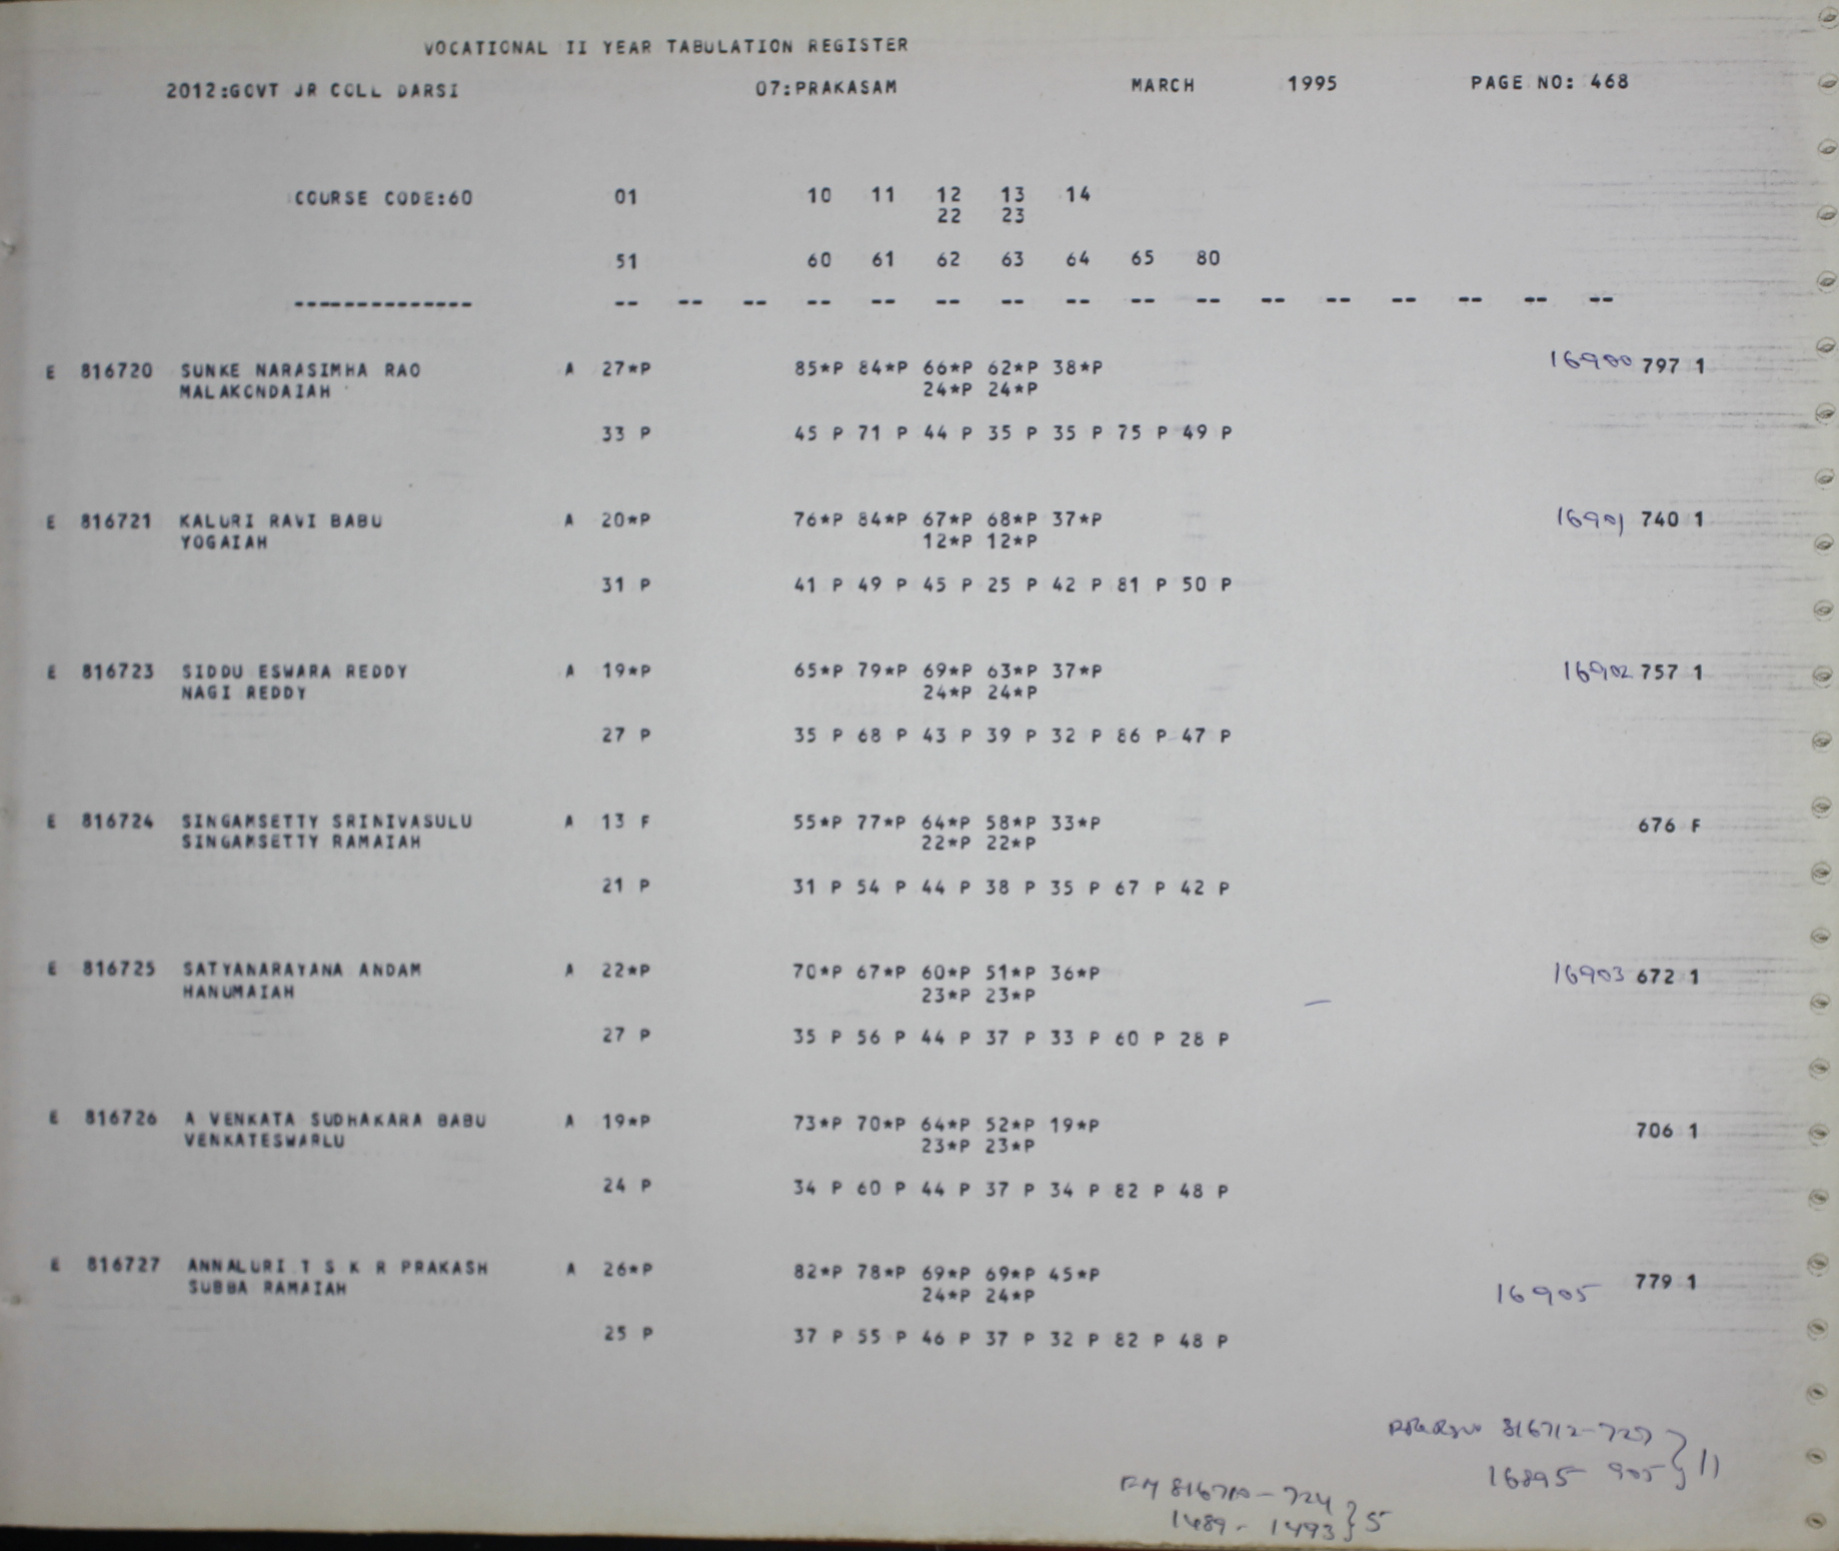 VOCATIONAL II YEAR TABULATION REGISTER
2012:GOVT JR COLL DARSI 07:PRAKASAM MARCH 1995 PAGE NO: 468
COURSE CODE:60 01 10 11 12 13 14
22 23
51 60 61 62 63 64 65 80
-------------- -- -- -- -- -- -- -- -- -- -- -- -- -- -- -- --
E 816720 SUNKE NARASIMHA RAO A 27*P 85*P 84*P 66*P 62*P 38*P 16900 797 1
MALAKONDAIAH 24*P 24*P
33 P 45 P 71 P 44 P 35 P 35 P 75 P 49 P
E 816721 KALURI RAVI BABU A 20*P 76*P 84*P 67*P 68*P 37*P 16901 740 1
YOGAIAH 12*P 12*P
31 P 41 P 49 P 45 P 25 P 42 P 81 P 50 P
E 816723 SIDDU ESWARA REDDY A 19*P 65*P 79*P 69*P 63*P 37*P 16902 757 1
NAGI REDDY 24*P 24*P
27 P 35 P 68 P 43 P 39 P 32 P 86 P 47 P
E 816724 SINGAMSETTY SRINIVASULU A 13 F 55*P 77*P 64*P 58*P 33*P 676 F
SINGAMSETTY RAMAIAH 22*P 22*P
21 P 31 P 54 P 44 P 38 P 35 P 67 P 42 P
E 816725 SATYANARAYANA ANDAM A 22*P 70*P 67*P 60*P 51*P 36*P 16903 672 1
HANUMAIAH 23*P 23*P
27 P 35 P 56 P 44 P 37 P 33 P 60 P 28 P
E 816726 A VENKATA SUDHAKARA BABU A 19*P 73*P 70*P 64*P 52*P 19*P 706 1
VENKATESWARLU 23*P 23*P
24 P 34 P 60 P 44 P 37 P 34 P 82 P 48 P
E 816727 ANNALURI T S K R PRAKASH A 26*P 82*P 78*P 69*P 69*P 45*P 779 1
SUBBA RAMAIAH 24*P 24*P 16905
25 P 37 P 55 P 46 P 37 P 32 P 82 P 48 P
816712-727
16895 905 } 11
724
1489 - 1493 } 5